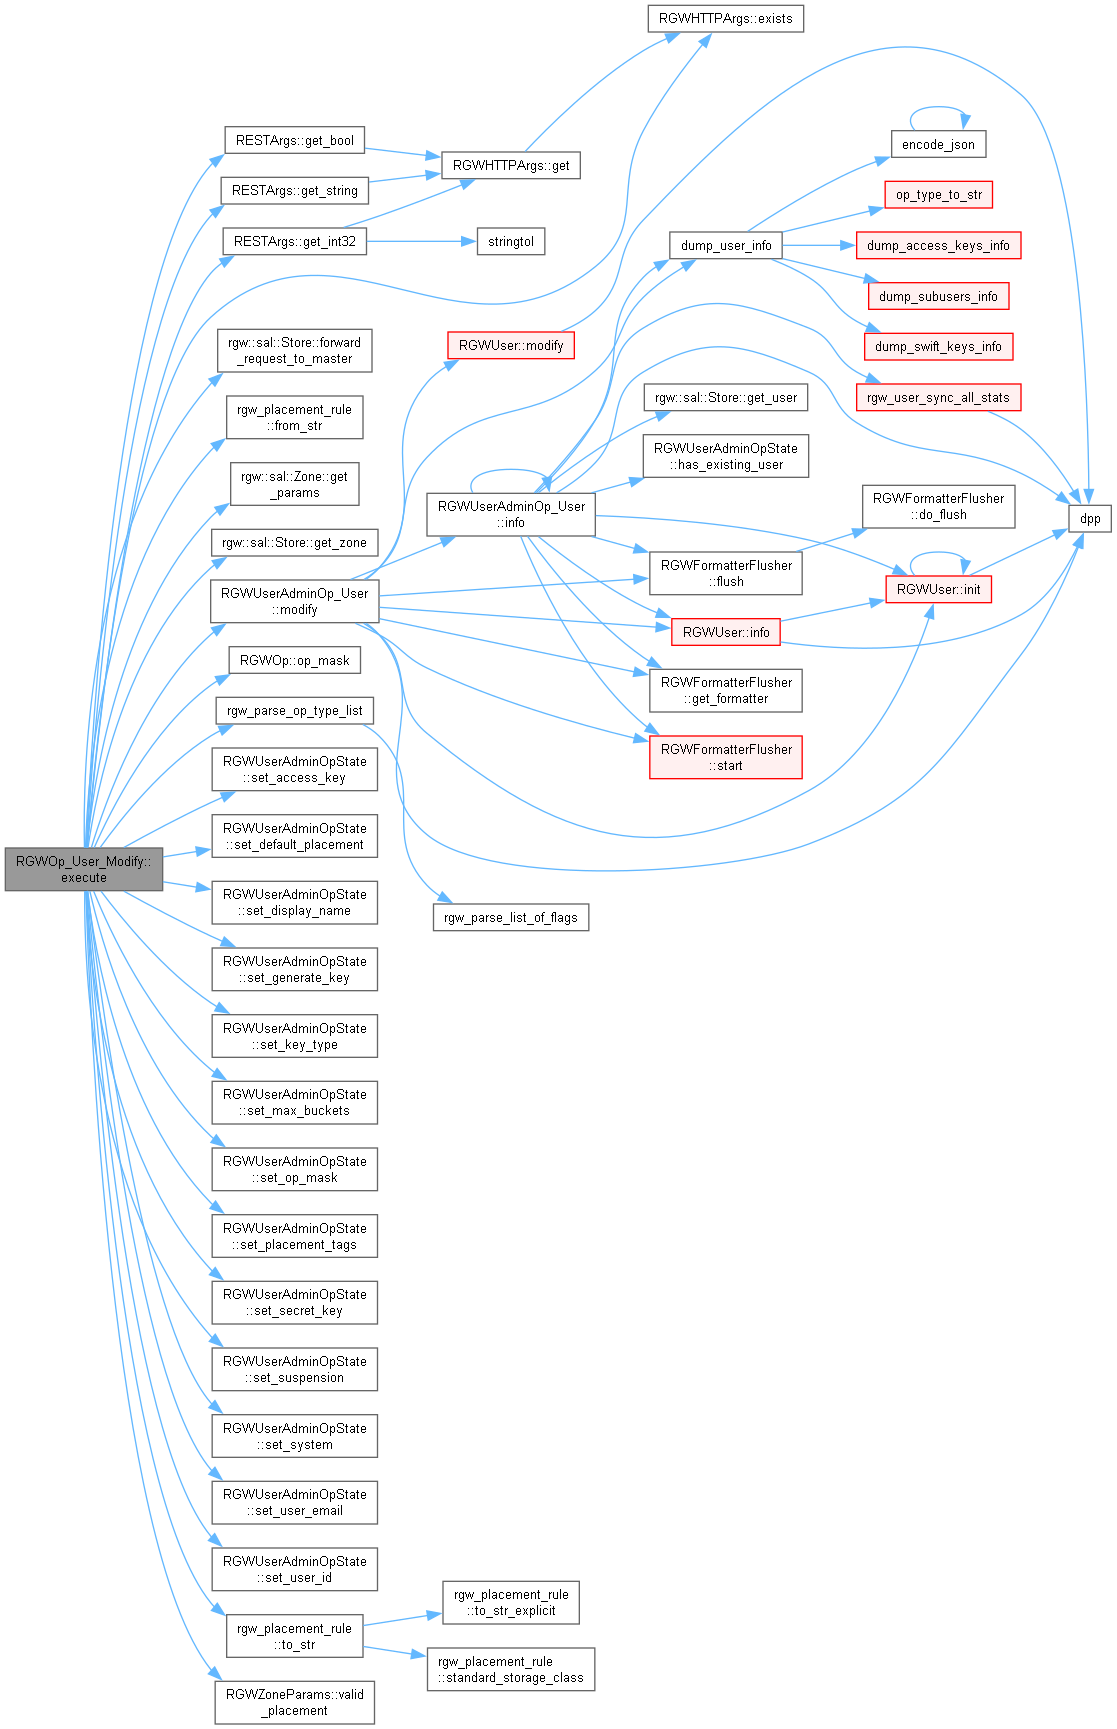 RGWHTTPArgs::exists
RESTArgs::get_bool
RGWHTTPArgs::get
RESTArgs::get_string
RESTArgs::get_int32
stringtol
encode_json
op_type_to_str
dump_user_info
dump_access_keys_info
dump_subusers_info
dump_swift_keys_info
rgw::sal::Store::forward
_request_to_master
RGWUser::modify
rgw_placement_rule
::from_str
rgw::sal::Store::get_user
rgw_user_sync_all_stats
RGWUserAdminOpState
::has_existing_user
rgw::sal::Zone::get
_params
RGWUserAdminOp_User
::info
RGWFormatterFlusher
::do_flush
dpp
rgw::sal::Store::get_zone
RGWFormatterFlusher
::flush
RGWUser::init
RGWUserAdminOp_User
::modify
RGWUser::info
RGWOp::op_mask
RGWFormatterFlusher
::get_formatter
rgw_parse_op_type_list
RGWFormatterFlusher
::start
RGWUserAdminOpState
::set_access_key
RGWUserAdminOpState
::set_default_placement
RGWOp_User_Modify::
execute
RGWUserAdminOpState
::set_display_name
rgw_parse_list_of_flags
RGWUserAdminOpState
::set_generate_key
RGWUserAdminOpState
::set_key_type
RGWUserAdminOpState
::set_max_buckets
RGWUserAdminOpState
::set_op_mask
RGWUserAdminOpState
::set_placement_tags
RGWUserAdminOpState
::set_secret_key
RGWUserAdminOpState
::set_suspension
RGWUserAdminOpState
::set_system
RGWUserAdminOpState
::set_user_email
RGWUserAdminOpState
::set_user_id
rgw_placement_rule
::to_str_explicit
rgw_placement_rule
::to_str
rgw_placement_rule
::standard_storage_class
RGWZoneParams::valid
_placement